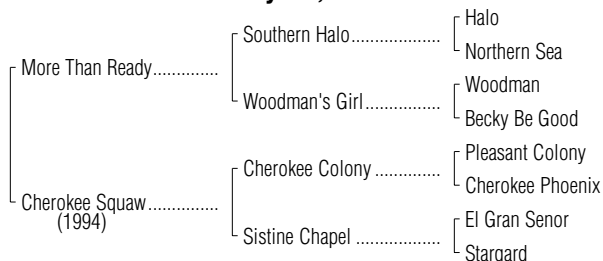 Halo
Southern Halo....................
Northern Sea
More Than Ready..............
Woodman
Woodman's Girl.................
Becky Be Good
Pleasant Colony
Cherokee Colony ...............
Cherokee Phoenix
Cherokee Squaw...............
(1994)
El Gran Senor
Sistine Chapel ...................
Stargard